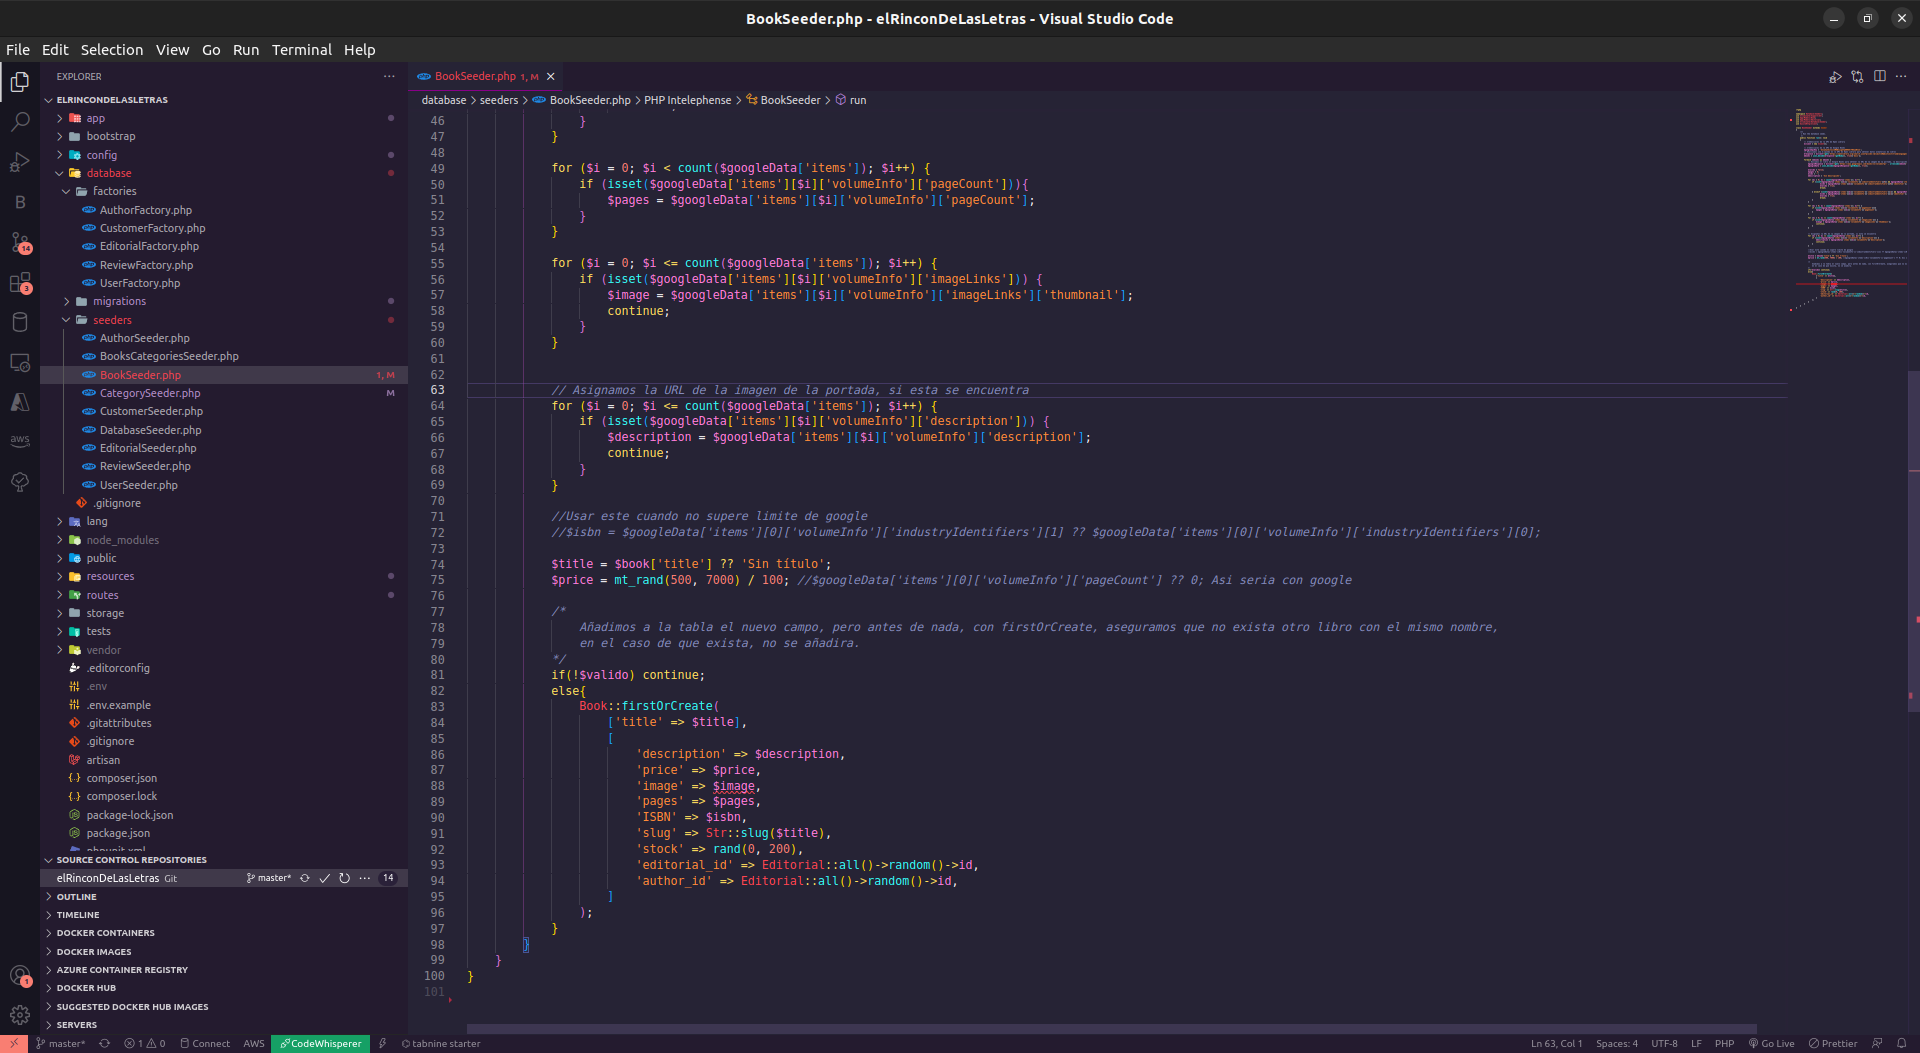 BookSeeder.php - elRinconDeLasLetras - Visual Studio Code
File Edit Selection View Go Run Terminal Help
EXPLORER
ELRINCONDELASLETRAS
app
bootstrap
config
database
factories
AuthorFactory.php
CustomerFactory.php
EditorialFactory.php
ReviewFactory.php
UserFactory.php
migrations
seeders
AuthorSeeder.php
BooksCategoriesSeeder.php
BookSeeder.php 1, M
CategorySeeder.php M
CustomerSeeder.php
DatabaseSeeder.php
EditorialSeeder.php
ReviewSeeder.php
UserSeeder.php
.gitignore
lang
node_modules
public
resources
routes
storage
tests
vendor
.editorconfig
.env
.env.example
.gitattributes
.gitignore
artisan
composer.json
composer.lock
package-lock.json
package.json
SOURCE CONTROL REPOSITORIES
elRinconDeLasLetras Git master* 14
OUTLINE
TIMELINE
DOCKER CONTAINERS
DOCKER IMAGES
AZURE CONTAINER REGISTRY
DOCKER HUB
SUGGESTED DOCKER HUB IMAGES
SERVERS
B
14
3
aws
1
BookSeeder.php 1, M
database > seeders > BookSeeder.php > PHP Intelephense > BookSeeder > run
46 }
47 }
48
49 for ($i = 0; $i < count($googleData['items']); $i++) {
50 if (isset($googleData['items'][$i]['volumeInfo']['pageCount'])){
51 $pages = $googleData['items'][$i]['volumeInfo']['pageCount'];
52 }
53 }
54
55 for ($i = 0; $i <= count($googleData['items']); $i++) {
56 if (isset($googleData['items'][$i]['volumeInfo']['imageLinks'])) {
57 $image = $googleData['items'][$i]['volumeInfo']['imageLinks']['thumbnail'];
58 continue;
59 }
60 }
61
62
63 // Asignamos la URL de la imagen de la portada, si esta se encuentra
64 for ($i = 0; $i <= count($googleData['items']); $i++) {
65 if (isset($googleData['items'][$i]['volumeInfo']['description'])) {
66 $description = $googleData['items'][$i]['volumeInfo']['description'];
67 continue;
68 }
69 }
70
71 //Usar este cuando no supere limite de google
72 //$isbn = $googleData['items'][0]['volumeInfo']['industryIdentifiers'][1] ?? $googleData['items'][0]['volumeInfo']['industryIdentifiers'][0];
73
74 $title = $book['title'] ?? 'Sin título';
75 $price = mt_rand(500, 7000) / 100; //$googleData['items'][0]['volumeInfo']['pageCount'] ?? 0; Asi seria con google
76
77 /*
78 Añadimos a la tabla el nuevo campo, pero antes de nada, con firstOrCreate, aseguramos que no exista otro libro con el mismo nombre,
79 en el caso de que exista, no se añadira.
80 */
81 if(!$valido) continue;
82 else{
83 Book::firstOrCreate(
84 ['title' => $title],
85 [
86 'description' => $description,
87 'price' => $price,
88 'image' => $image,
89 'pages' => $pages,
90 'ISBN' => $isbn,
91 'slug' => Str::slug($title),
92 'stock' => rand(0, 200),
93 'editorial_id' => Editorial::all()->random()->id,
94 'author_id' => Editorial::all()->random()->id,
95 ]
96 );
97 }
98 }
99 }
100 }
101
master* 1 0 Connect AWS CodeWhisperer tabnine starter Ln 63, Col 1 Spaces: 4 UTF-8 LF PHP Go Live Prettier